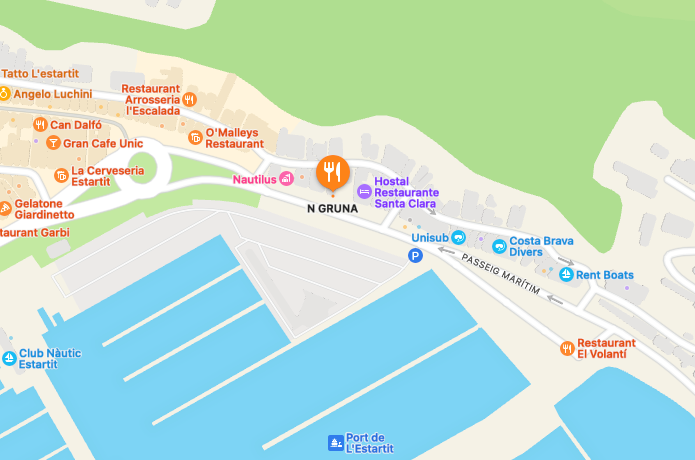 Tatto L'estartit
Angelo Luchini
Restaurant
Arrosseria
l'Escalada
Can Dalfó
Gran Cafe Unic
O'Malleys
Restaurant
La Cerveseria
Estartit
Nautilus
N GRUNA
Hostal
Restaurante
Santa Clara
Gelatone
Giardinetto
staurant Garbi
Unisub
Costa Brava
Divers
P
PASSEIG MARÍTIM
Rent Boats
Restaurant
El Volantí
Club Nàutic
Estartit
Port de
L'Estartit